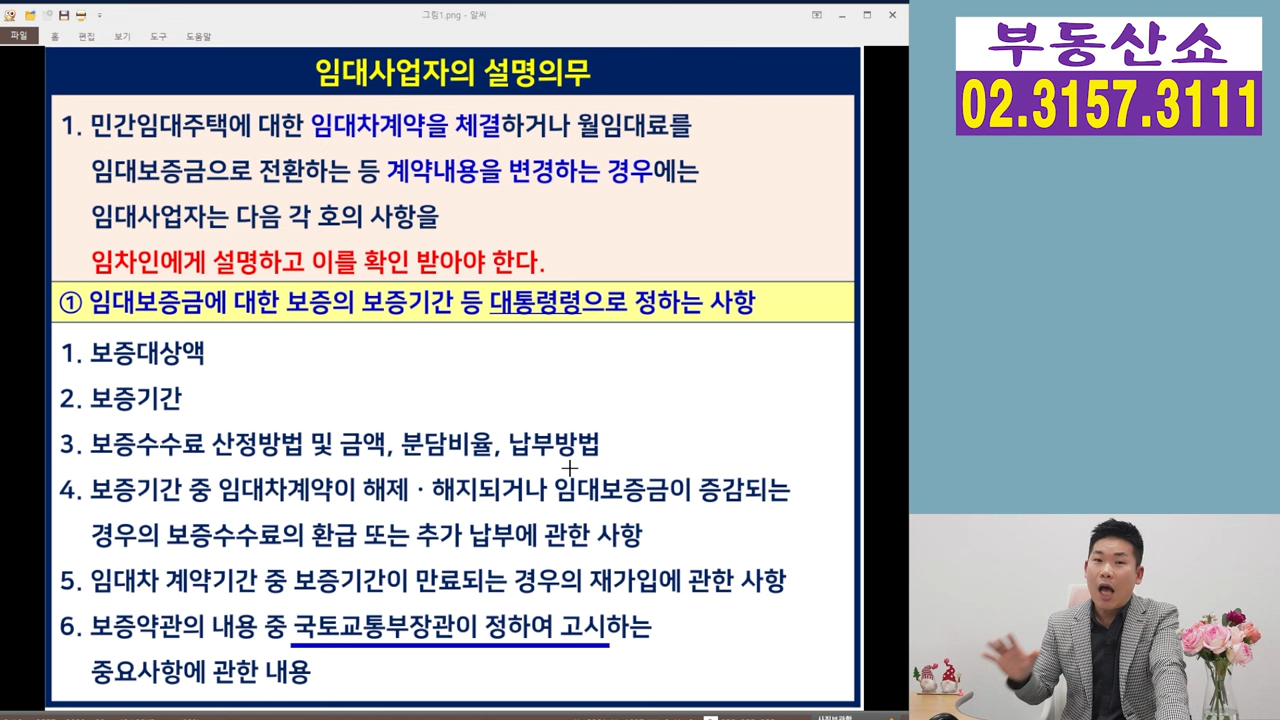 그림1.png - 알씨
파일 홈 편집 보기 도구 도움말
임대사업자의 설명의무
1. 민간임대주택에 대한 임대차계약을 체결하거나 월임대료를
임대보증금으로 전환하는 등 계약내용을 변경하는 경우에는
임대사업자는 다음 각 호의 사항을
임차인에게 설명하고 이를 확인 받아야 한다.
① 임대보증금에 대한 보증의 보증기간 등 대통령령으로 정하는 사항
1. 보증대상액
2. 보증기간
3. 보증수수료 산정방법 및 금액, 분담비율, 납부방법
4. 보증기간 중 임대차계약이 해제 · 해지되거나 임대보증금이 증감되는
경우의 보증수수료의 환급 또는 추가 납부에 관한 사항
5. 임대차 계약기간 중 보증기간이 만료되는 경우의 재가입에 관한 사항
6. 보증약관의 내용 중 국토교통부장관이 정하여 고시하는
중요사항에 관한 내용
부동산쇼
02.3157.3111